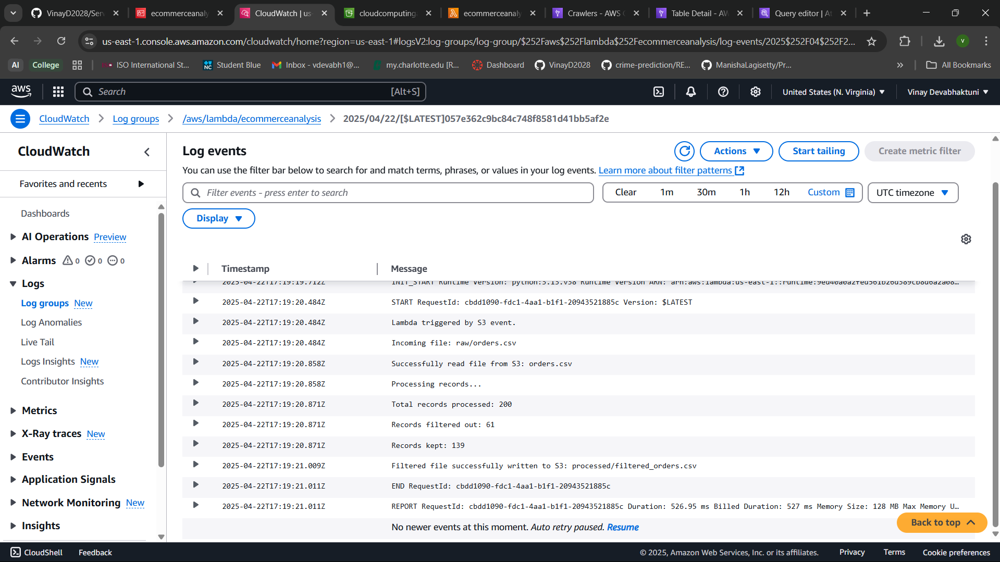 VinayD2028/Serv
ecommerceanaly
CloudWatch | us-
cloudcomputing
ecommerceanaly
Crawlers - AWS G
Table Detail - AW
Query editor | At
us-east-1.console.aws.amazon.com/cloudwatch/home?region=us-east-1#logsV2:log-groups/log-group/$252Faws$252Flambda$252Fecommerceanalysis/log-events/2025$252F04$252F2...
V
AI
College
ISO International St...
Student Blue
Inbox - vdevabh1@...
my.charlotte.edu [R...
Dashboard
VinayD2028
crime-prediction/RE...
ManishaLagisetty/Pr...
All Bookmarks
aws
Search
[Alt+S]
United States (N. Virginia)
Vinay Devabhaktuni
CloudWatch
Log groups
/aws/lambda/ecommerceanalysis
2025/04/22/[$LATEST]057e362c9bc84c748f8581d41bb5af2e
CloudWatch
Favorites and recents
Dashboards
AI Operations Preview
Alarms 0 0 0
Logs
Log groups New
Log Anomalies
Live Tail
Logs Insights New
Contributor Insights
Metrics
X-Ray traces New
Events
Application Signals
Network Monitoring New
Insights
Log events
Actions
Start tailing
Create metric filter
You can use the filter bar below to search for and match terms, phrases, or values in your log events. Learn more about filter patterns
Filter events - press enter to search
Clear 1m 30m 1h 12h Custom
UTC timezone
Display
Timestamp Message
2025-04-22T17:19:19.712Z INIT_START Runtime Version: python:3.13.v38 Runtime Version ARN: arn:aws:lambda:us-east-1::runtime:9ed40a0a2fed561b26d389cb8d6a2a08...
2025-04-22T17:19:20.484Z START RequestId: cbdd1090-fdc1-4aa1-b1f1-20943521885c Version: $LATEST
2025-04-22T17:19:20.484Z Lambda triggered by S3 event.
2025-04-22T17:19:20.484Z Incoming file: raw/orders.csv
2025-04-22T17:19:20.858Z Successfully read file from S3: orders.csv
2025-04-22T17:19:20.858Z Processing records...
2025-04-22T17:19:20.871Z Total records processed: 200
2025-04-22T17:19:20.871Z Records filtered out: 61
2025-04-22T17:19:20.871Z Records kept: 139
2025-04-22T17:19:21.009Z Filtered file successfully written to S3: processed/filtered_orders.csv
2025-04-22T17:19:21.011Z END RequestId: cbdd1090-fdc1-4aa1-b1f1-20943521885c
2025-04-22T17:19:21.011Z REPORT RequestId: cbdd1090-fdc1-4aa1-b1f1-20943521885c Duration: 526.95 ms Billed Duration: 527 ms Memory Size: 128 MB Max Memory U...
No newer events at this moment. Auto retry paused. Resume
Back to top
CloudShell
Feedback
© 2025, Amazon Web Services, Inc. or its affiliates.
Privacy
Terms
Cookie preferences